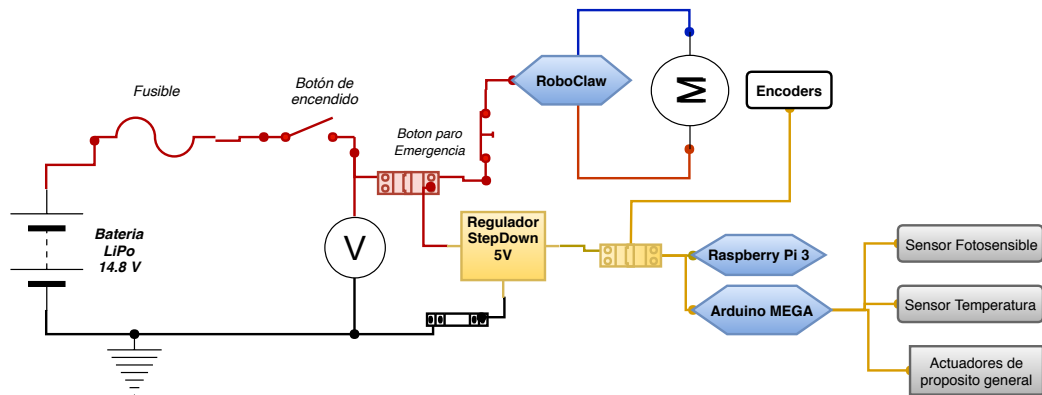 Fusible
Botón de
encendido
Boton paro
Emergencia
RoboClaw
M
Encoders
Bateria
LiPo
14.8 V
V
Regulador
StepDown
5V
Raspberry Pi 3
Arduino MEGA
Sensor Fotosensible
Sensor Temperatura
Actuadores de
proposito general